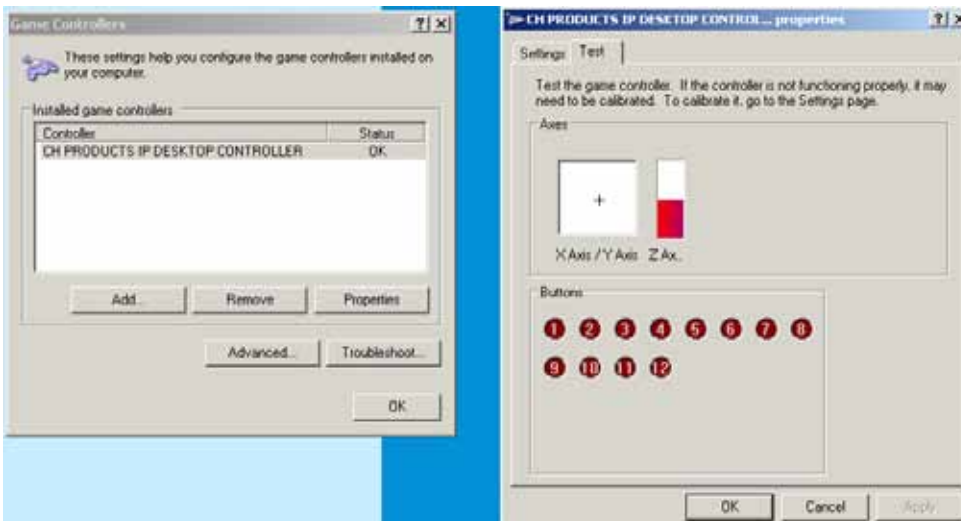 Game Controllers
These settings help you configure the game controllers installed on
your computer.
Installed game controllers
Controller Status
CH PRODUCTS IP DESKTOP CONTROLLER OK
Add...
Remove
Properties
Advanced...
Troubleshoot...
OK
CH PRODUCTS IP DESKTOP CONTROL... properties
Settings Test
Test the game controller. If the controller is not functioning properly, it may
need to be calibrated. To calibrate it, go to the Settings page.
Axes
X Axis / Y Axis Z Ax..
Buttons
1 2 3 4 5 6 7 8
9 10 11 12
OK Cancel Apply